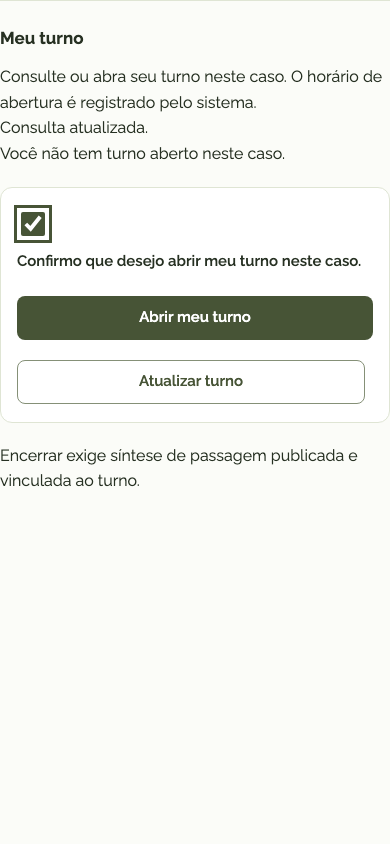 Meu turno
Consulte ou abra seu turno neste caso. O horário de
abertura é registrado pelo sistema.
Consulta atualizada.
Você não tem turno aberto neste caso.
Confirmo que desejo abrir meu turno neste caso.
Abrir meu turno
Atualizar turno
Encerrar exige síntese de passagem publicada e
vinculada ao turno.